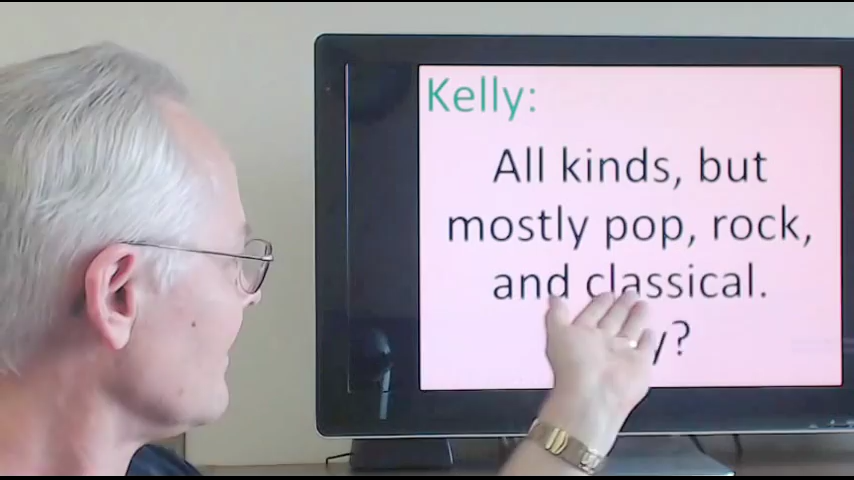 Kelly:
All kinds, but
mostly pop, rock,
and classical.
y?